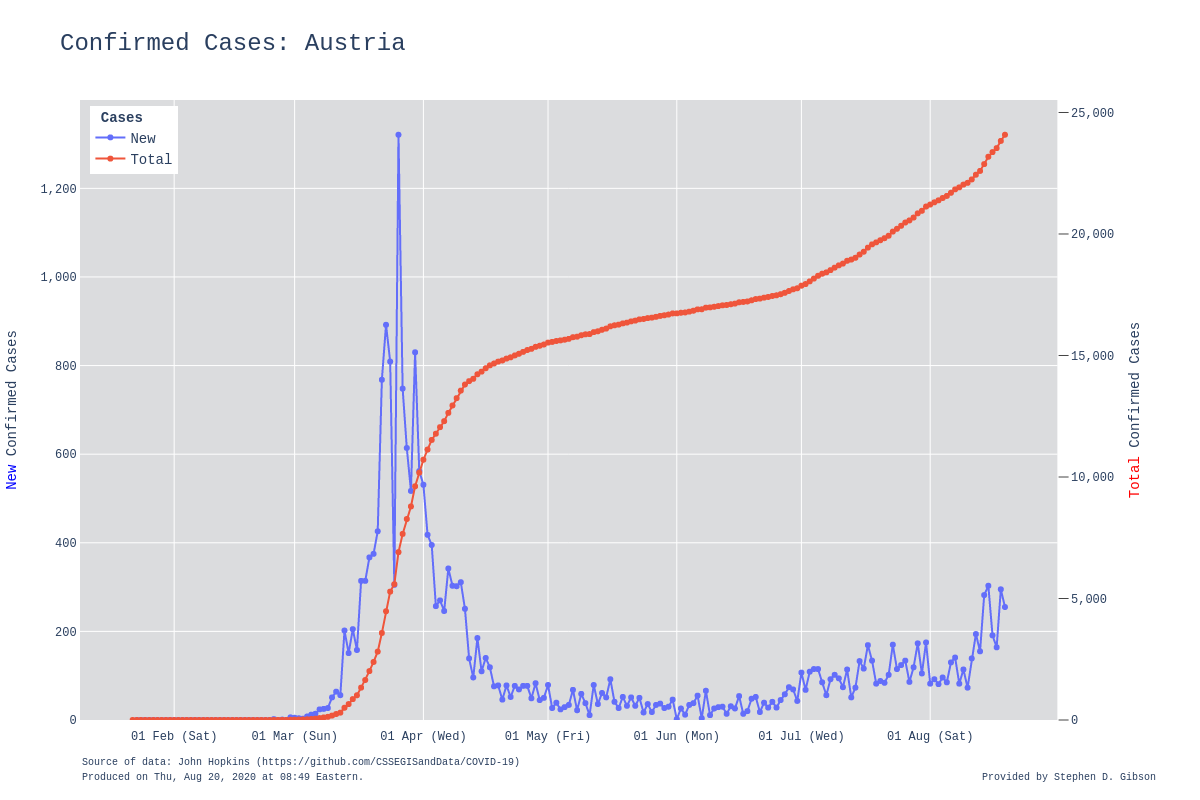 Confirmed Cases: Austria
Cases
New
Total
1,200
1,000
800
600
400
200
0
25,000
20,000
15,000
10,000
5,000
0
New Confirmed Cases
Total Confirmed Cases
01 Feb (Sat)
01 Mar (Sun)
01 Apr (Wed)
01 May (Fri)
01 Jun (Mon)
01 Jul (Wed)
01 Aug (Sat)
Source of data: John Hopkins (https://github.com/CSSEGISandData/COVID-19)
Produced on Thu, Aug 20, 2020 at 08:49 Eastern.
Provided by Stephen D. Gibson